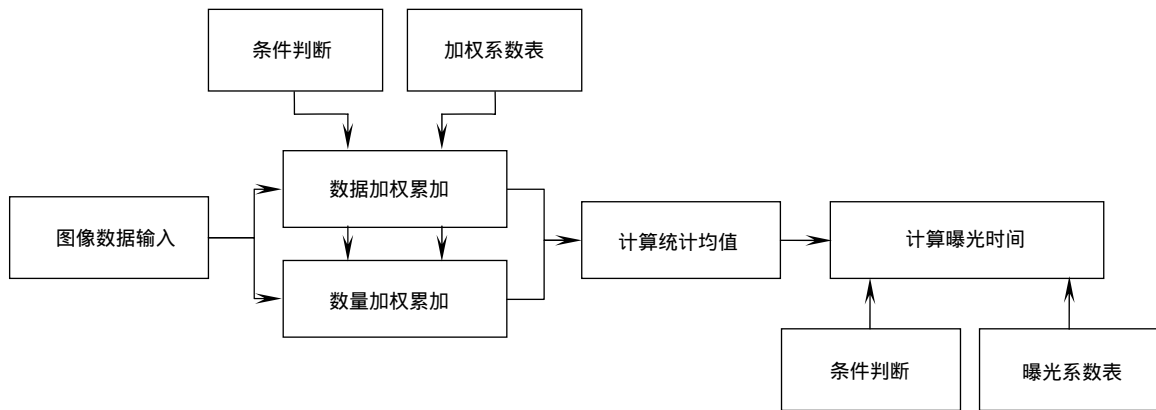 条件判断
加权系数表
数据加权累加
图像数据输入
计算统计均值
计算曝光时间
数量加权累加
条件判断
曝光系数表